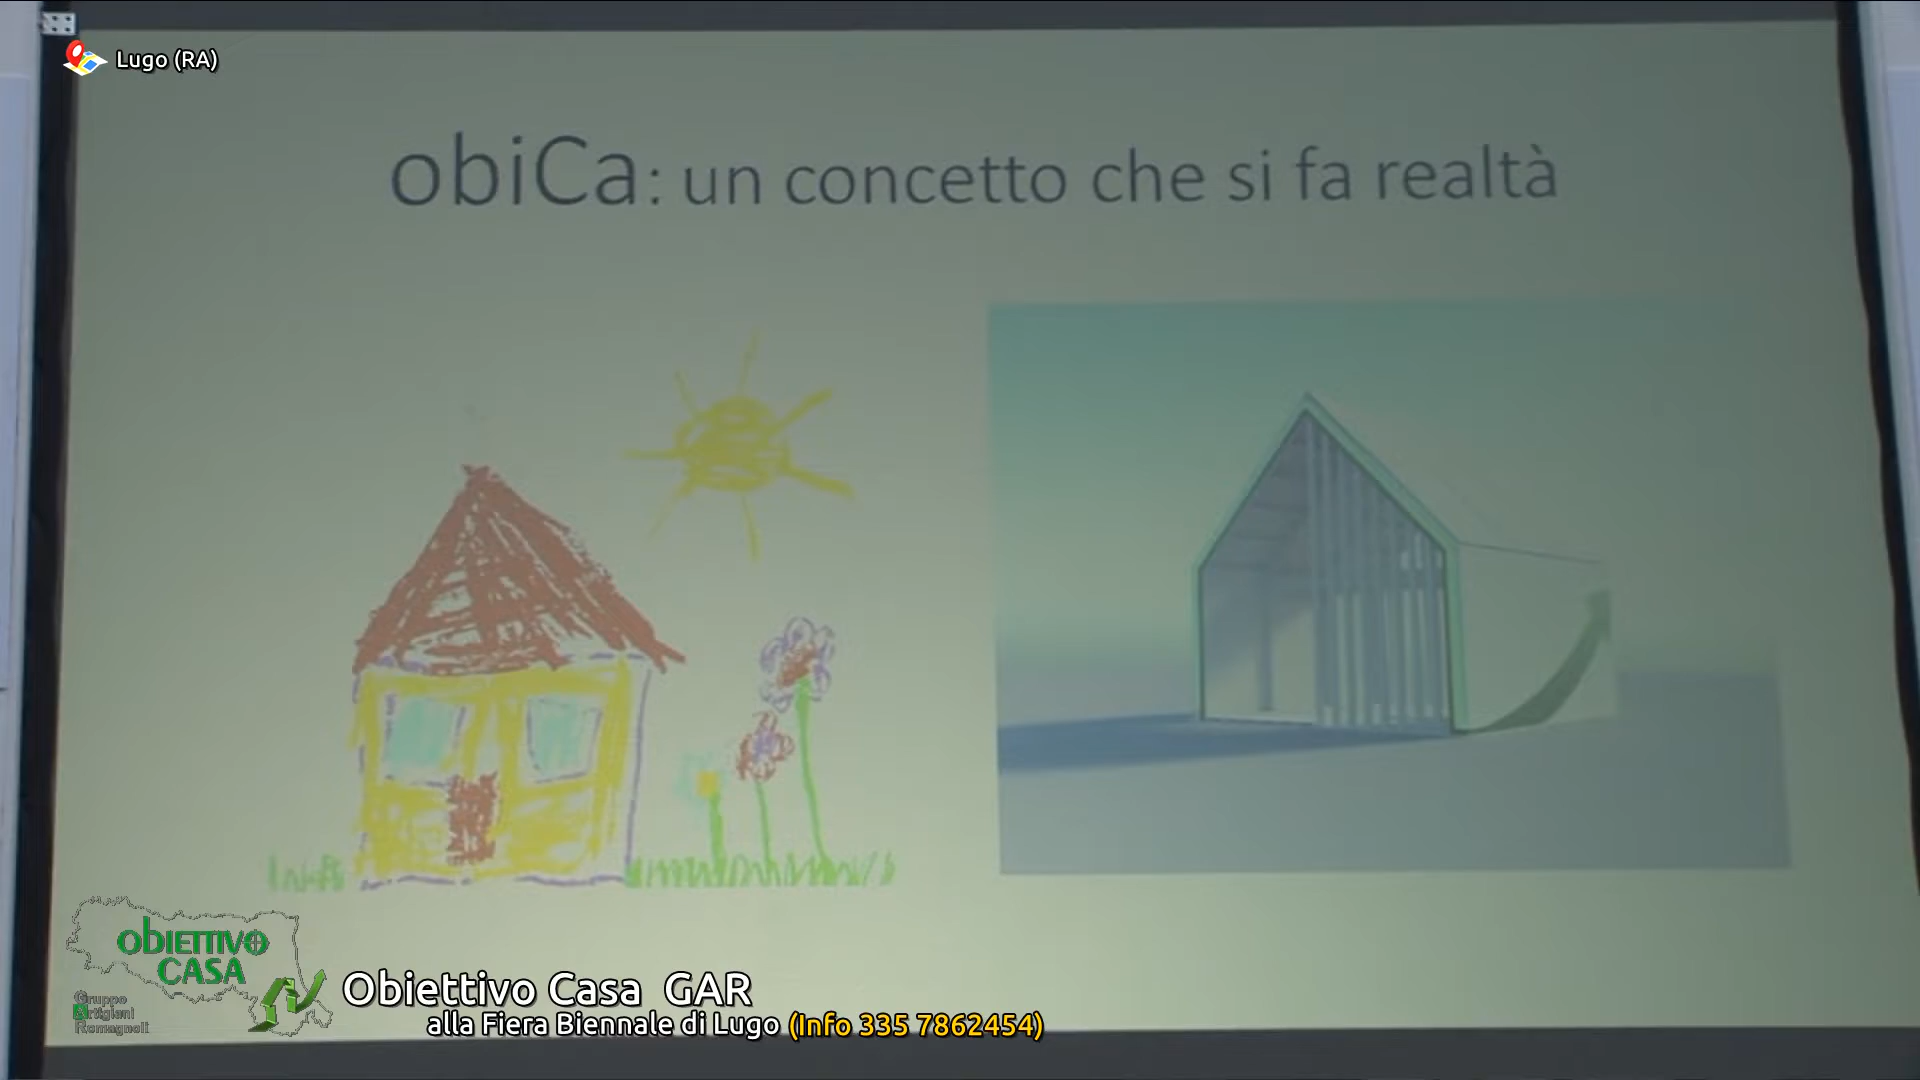 Lugo (RA)
obiCa: un concetto che si fa realtà
OBIETTIVO
CASA
Gruppo
Artigiani
Romagnoli
Obiettivo Casa GAR
alla Fiera Biennale di Lugo (Info 335 7862454)